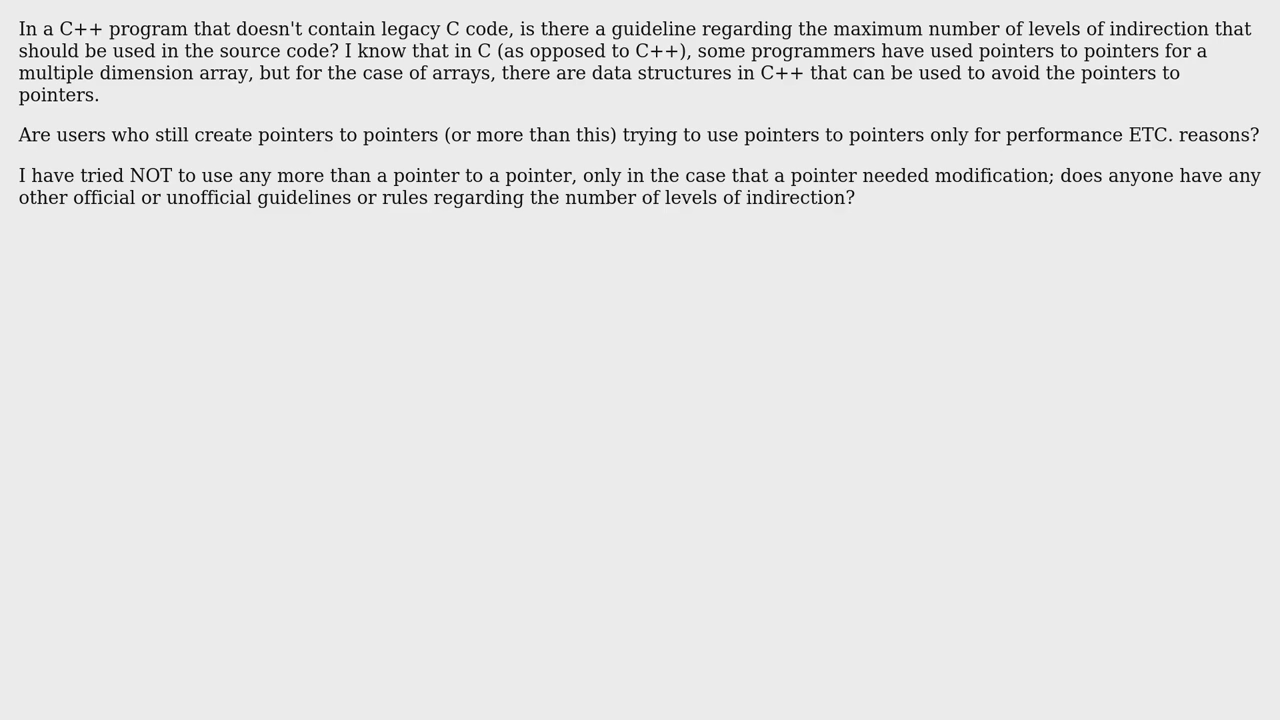 In a C++ program that doesn't contain legacy C code, is there a guideline regarding the maximum number of levels of indirection that
should be used in the source code? I know that in C (as opposed to C++), some programmers have used pointers to pointers for a
multiple dimension array, but for the case of arrays, there are data structures in C++ that can be used to avoid the pointers to
pointers.
Are users who still create pointers to pointers (or more than this) trying to use pointers to pointers only for performance ETC. reasons?
I have tried NOT to use any more than a pointer to a pointer, only in the case that a pointer needed modification; does anyone have any
other official or unofficial guidelines or rules regarding the number of levels of indirection?